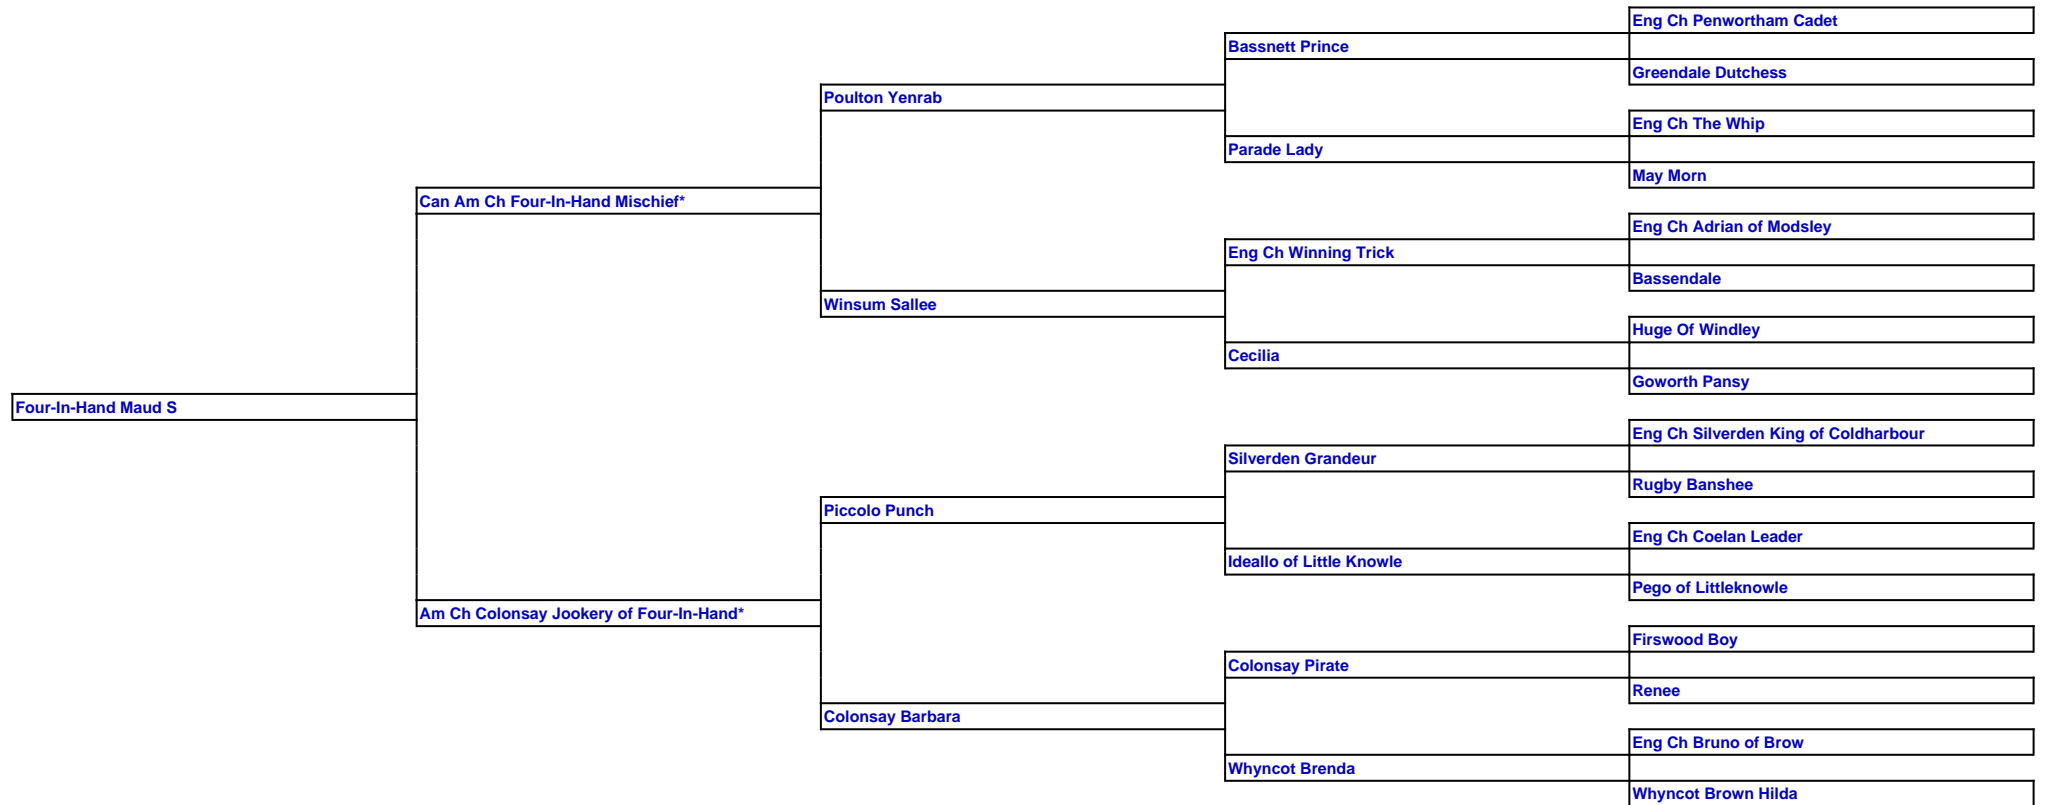 Eng Ch Penwortham Cadet
Bassnett Prince
Greendale Dutchess
Poulton Yenrab
Eng Ch The Whip
Parade Lady
May Morn
Can Am Ch Four-In-Hand Mischief*
Eng Ch Adrian of Modsley
Eng Ch Winning Trick
Bassendale
Winsum Sallee
Huge Of Windley
Cecilia
Goworth Pansy
Four-In-Hand Maud S
Eng Ch Silverden King of Coldharbour
Silverden Grandeur
Rugby Banshee
Piccolo Punch
Eng Ch Coelan Leader
Ideallo of Little Knowle
Pego of Littleknowle
Am Ch Colonsay Jookery of Four-In-Hand*
Firswood Boy
Colonsay Pirate
Renee
Colonsay Barbara
Eng Ch Bruno of Brow
Whyncot Brenda
Whyncot Brown Hilda